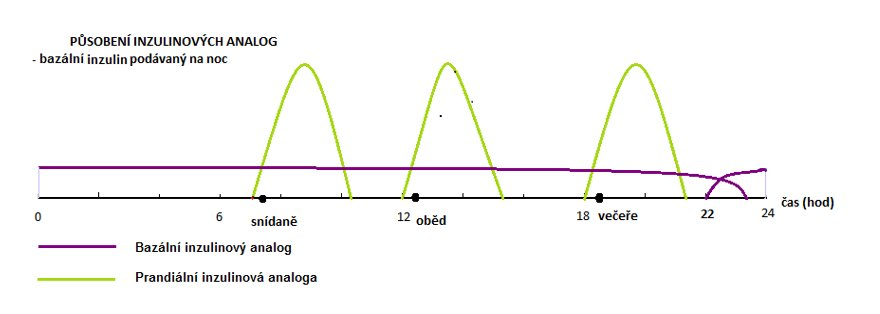 PŮSOBENÍ INZULINOVÝCH ANALOG
- bazální inzulin podávaný na noc
0 6 12 18 22 24 čas (hod)
snídaně oběd večeře
Bazální inzulinový analog
Prandiální inzulinová analoga